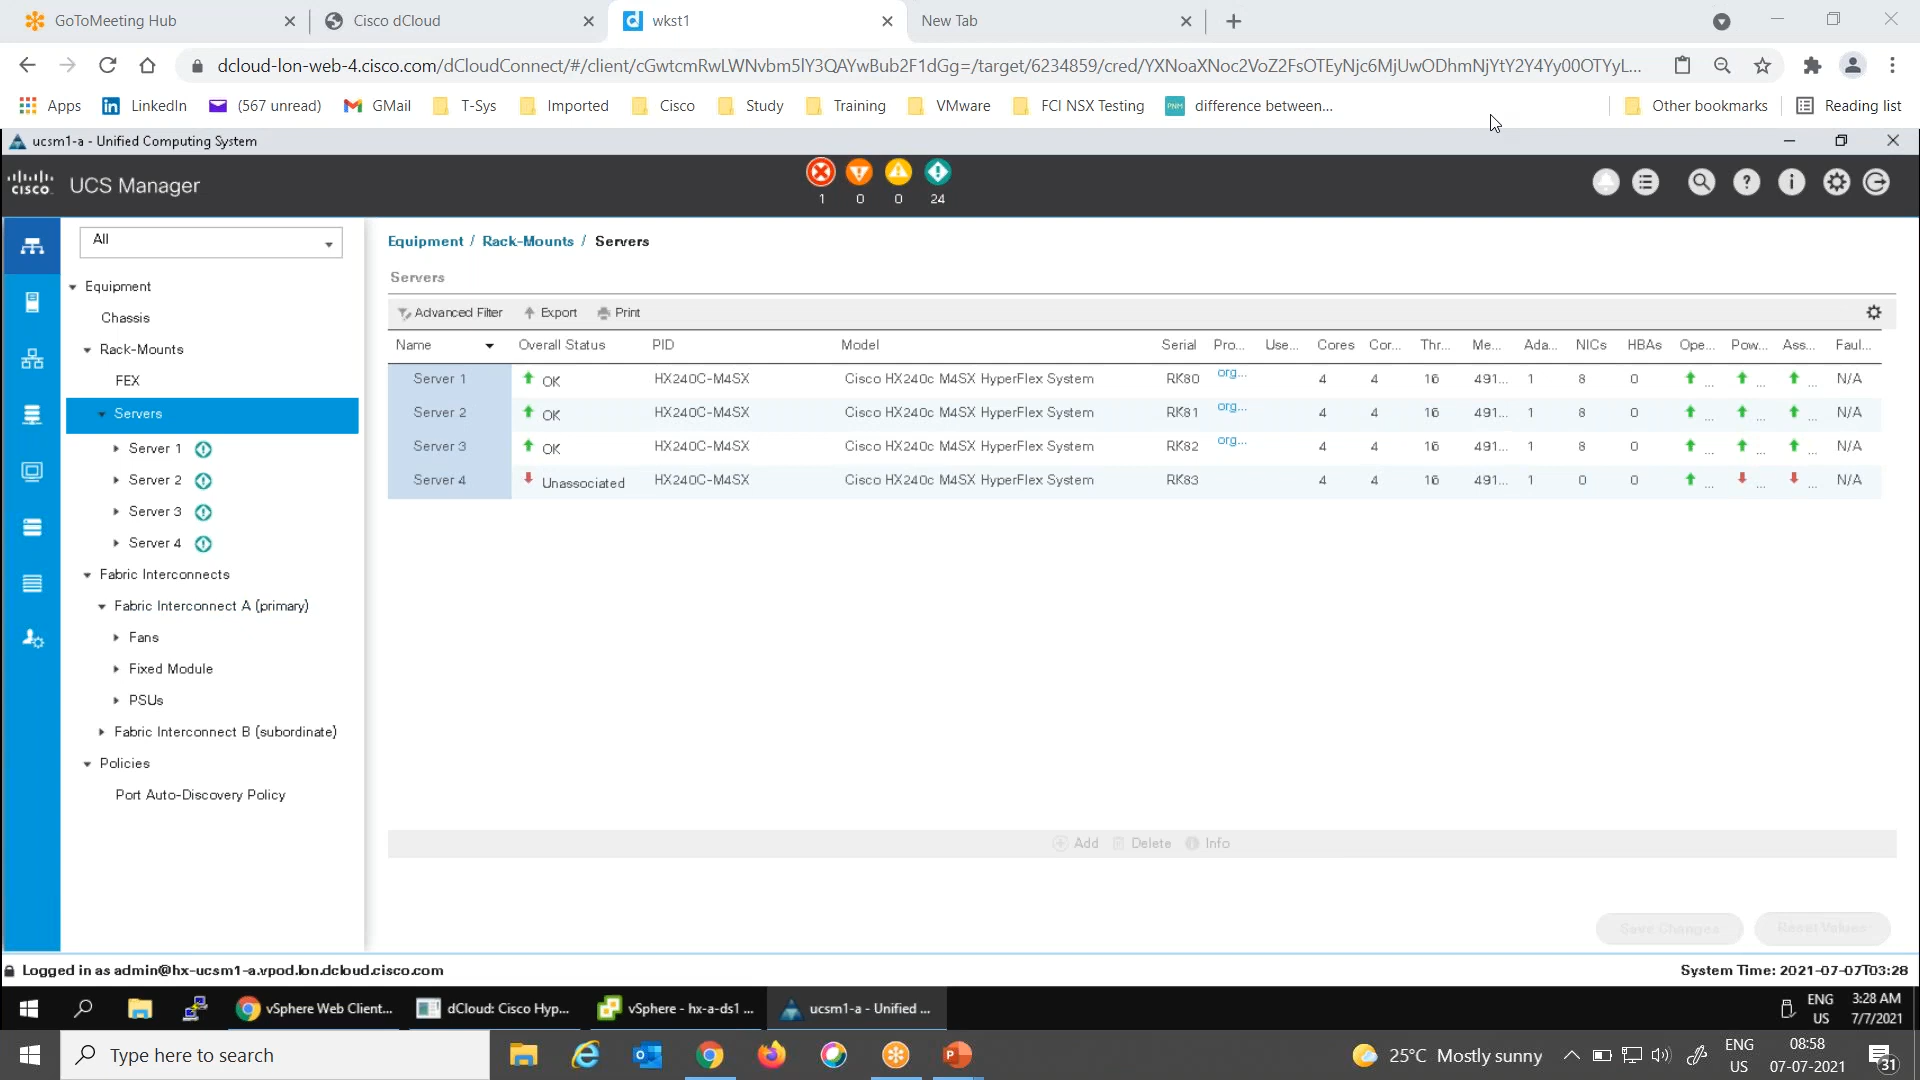 GoToMeeting Hub
Cisco dCloud
wkst1
New Tab
dcloud-lon-web-4.cisco.com/dCloudConnect/#/client/cGwtcmRwLWNvbm5lY3QAYwBub2F1dGg=/target/6234859/cred/YXNoaXNoc2VoZ2FsOTEyNjc6MjUwODhmNjYtY2Y4Yy00OTYyL...
Apps LinkedIn (567 unread) GMail T-Sys Imported Cisco Study Training VMware FCI NSX Testing PNM difference between... Other bookmarks Reading list
ucsm1-a - Unified Computing System
cisco UCS Manager
1 0 0 24
All
Equipment / Rack-Mounts / Servers
Servers
Advanced Filter Export Print
Name Overall Status PID Model Serial Pro... Use... Cores Cor... Thr... Me... Ada... NICs HBAs Ope... Pow... Ass... Faul...
Server 1 OK HX240C-M4SX Cisco HX240c M4SX HyperFlex System RK80 org... 4 4 16 491... 1 8 0 ... ... ... N/A
Server 2 OK HX240C-M4SX Cisco HX240c M4SX HyperFlex System RK81 org... 4 4 16 491... 1 8 0 ... ... ... N/A
Server 3 OK HX240C-M4SX Cisco HX240c M4SX HyperFlex System RK82 org... 4 4 16 491... 1 8 0 ... ... ... N/A
Server 4 Unassociated HX240C-M4SX Cisco HX240c M4SX HyperFlex System RK83 4 4 16 491... 1 0 0 ... ... ... N/A
Equipment
Chassis
Rack-Mounts
FEX
Servers
Server 1
Server 2
Server 3
Server 4
Fabric Interconnects
Fabric Interconnect A (primary)
Fans
Fixed Module
PSUs
Fabric Interconnect B (subordinate)
Policies
Port Auto-Discovery Policy
Add Delete Info
Save Changes Reset Values
Logged in as admin@hx-ucsm1-a.vpod.lon.dcloud.cisco.com
System Time: 2021-07-07T03:28
vSphere Web Client...
dCloud: Cisco Hyp...
vSphere - hx-a-ds1 ...
ucsm1-a - Unified ...
ENG
US
3:28 AM
7/7/2021
Type here to search
25°C Mostly sunny
ENG
US
08:58
07-07-2021
31